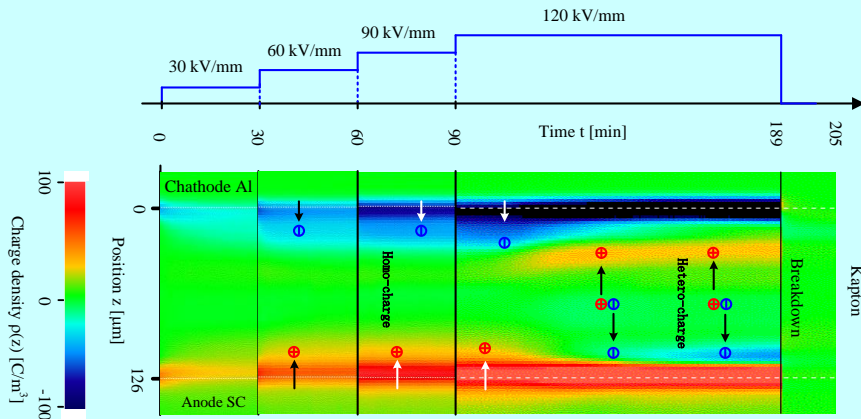 120 kV/mm
90 kV/mm
60 kV/mm
30 kV/mm
0
30
60
90
Time t [min]
189
205
100
0
-100
Charge density ρ(z) [C/m³]
Position z [μm]
0
126
Chathode Al
Anode SC
Homo-charge
Hetero-charge
Breakdown
Kapton